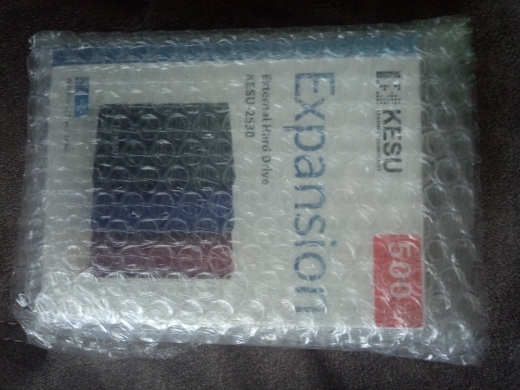 KESU
Expansion
External Hard Drive
KESU-2530
500